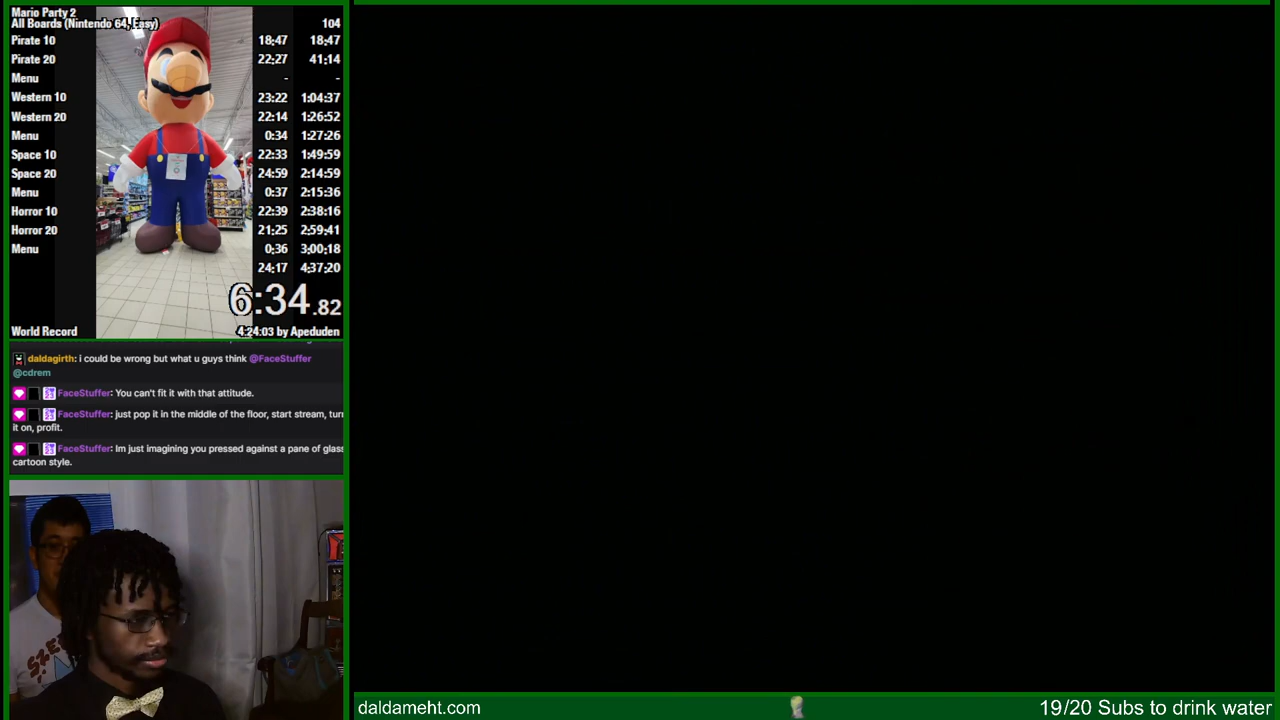 Mario Party 2
All Boards (Nintendo 64, Easy) 104
Pirate 10 18:47 18:47
Pirate 20 22:27 41:14
Menu - -
Western 10 23:22 1:04:37
Western 20 22:14 1:26:52
Menu 0:34 1:27:26
Space 10 22:33 1:49:59
Space 20 24:59 2:14:59
Menu 0:37 2:15:36
Horror 10 22:39 2:38:16
Horror 20 21:25 2:59:41
Menu 0:36 3:00:18
24:17 4:37:20
6:34.82
World Record 4:24:03 by Apeduden
daldagirth: i could be wrong but what u guys think @FaceStuffer
@cdrem
FaceStuffer: You can't fit it with that attitude.
FaceStuffer: just pop it in the middle of the floor, start stream, turn
it on, profit.
FaceStuffer: Im just imagining you pressed against a pane of glass
cartoon style.
daldameht.com 19/20 Subs to drink water